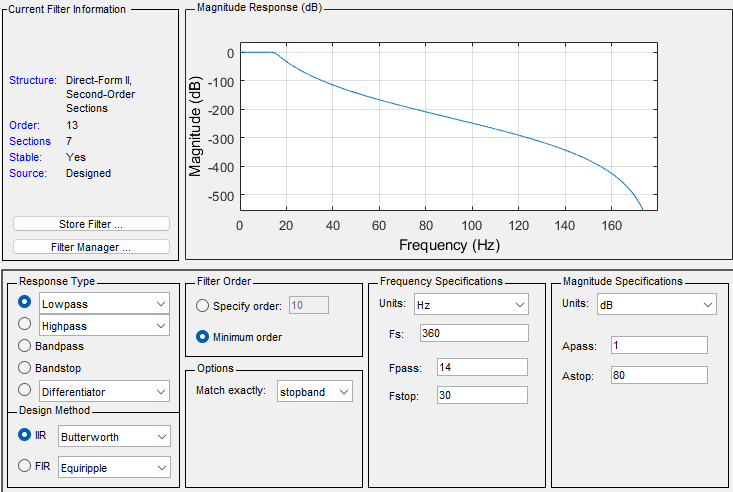 Current Filter Information
Structure: Direct-Form II,
Second-Order
Sections
Order: 13
Sections 7
Stable: Yes
Source: Designed
Store Filter ...
Filter Manager ...
Magnitude Response (dB)
Magnitude (dB)
0
-100
-200
-300
-400
-500
0 20 40 60 80 100 120 140 160
Frequency (Hz)
Response Type
Lowpass
Highpass
Bandpass
Bandstop
Differentiator
Design Method
IIR Butterworth
FIR Equiripple
Filter Order
Specify order: 10
Minimum order
Options
Match exactly: stopband
Frequency Specifications
Units: Hz
Fs: 360
Fpass: 14
Fstop: 30
Magnitude Specifications
Units: dB
Apass: 1
Astop: 80